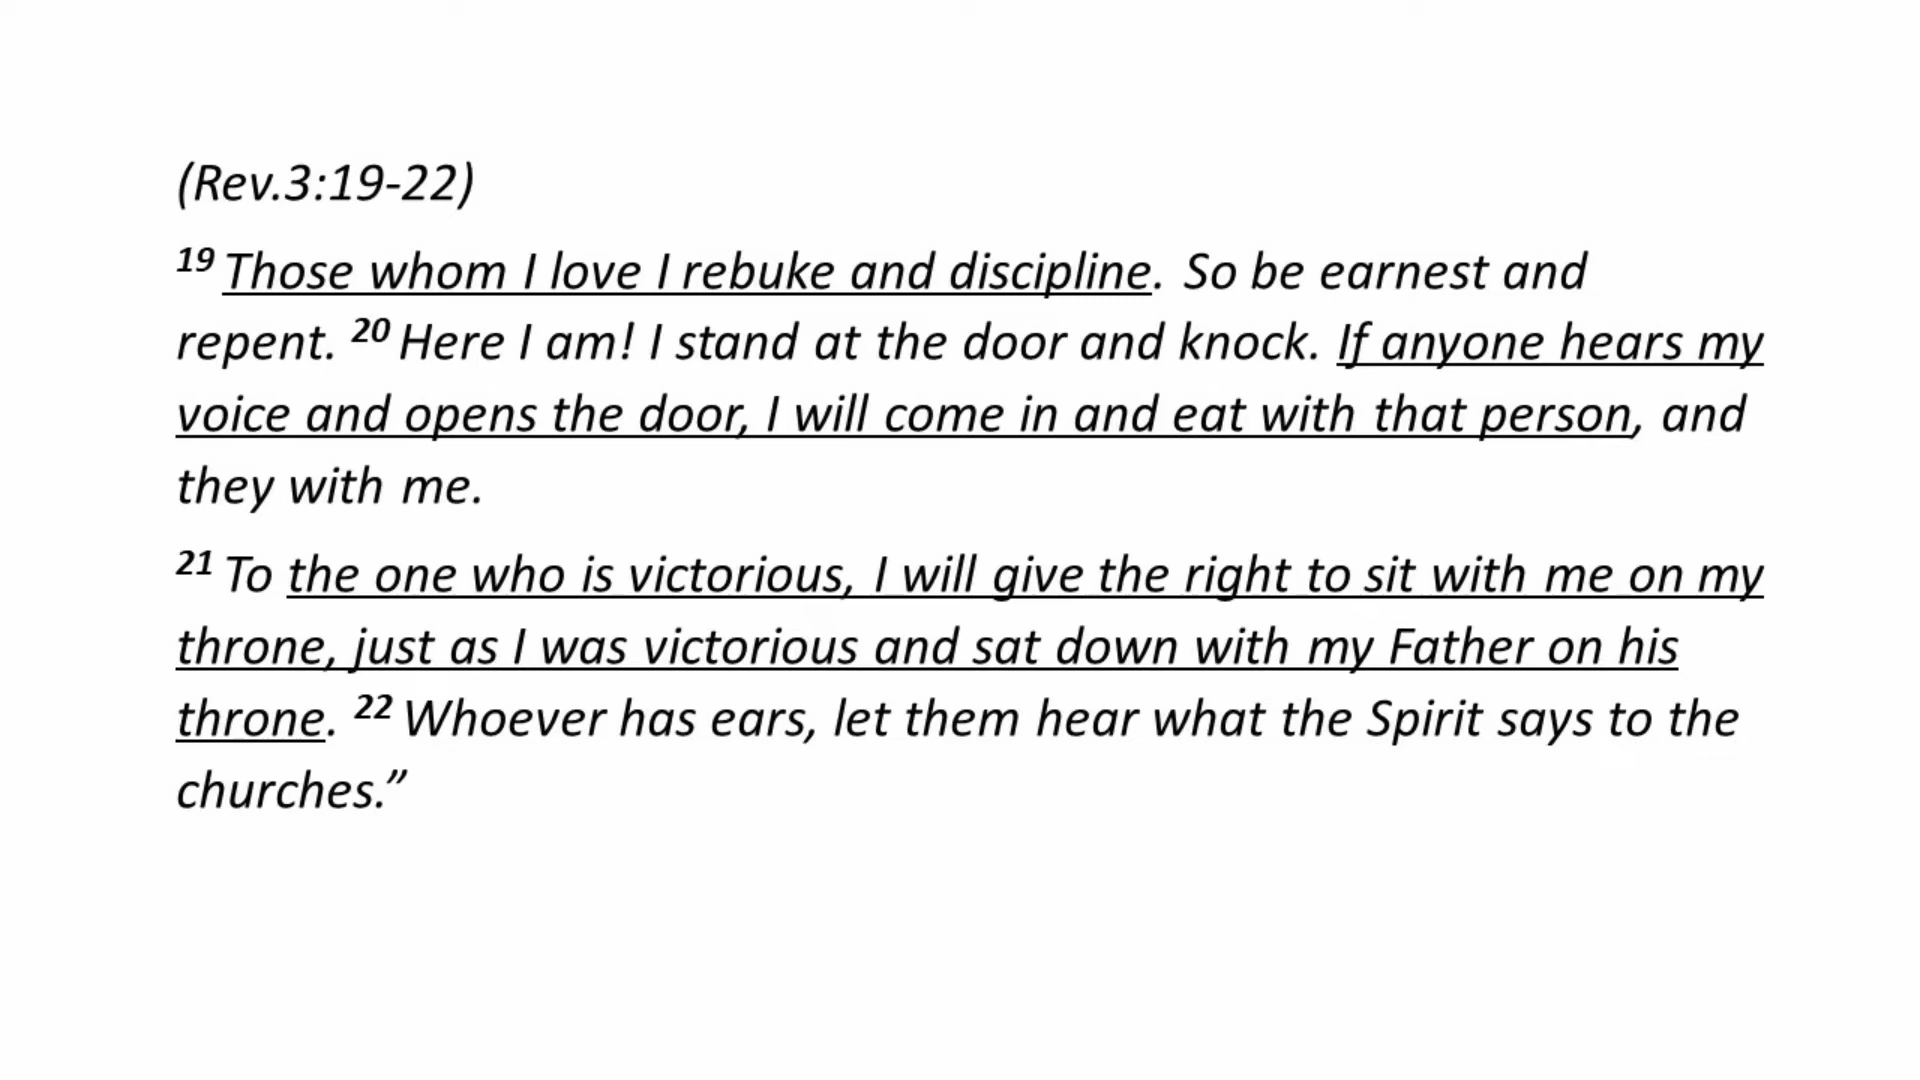 (Rev.3:19-22)
19 Those whom I love I rebuke and discipline. So be earnest and
repent. 20 Here I am! I stand at the door and knock. If anyone hears my
voice and opens the door, I will come in and eat with that person, and
they with me.
21 To the one who is victorious, I will give the right to sit with me on my
throne, just as I was victorious and sat down with my Father on his
throne. 22 Whoever has ears, let them hear what the Spirit says to the
churches.”